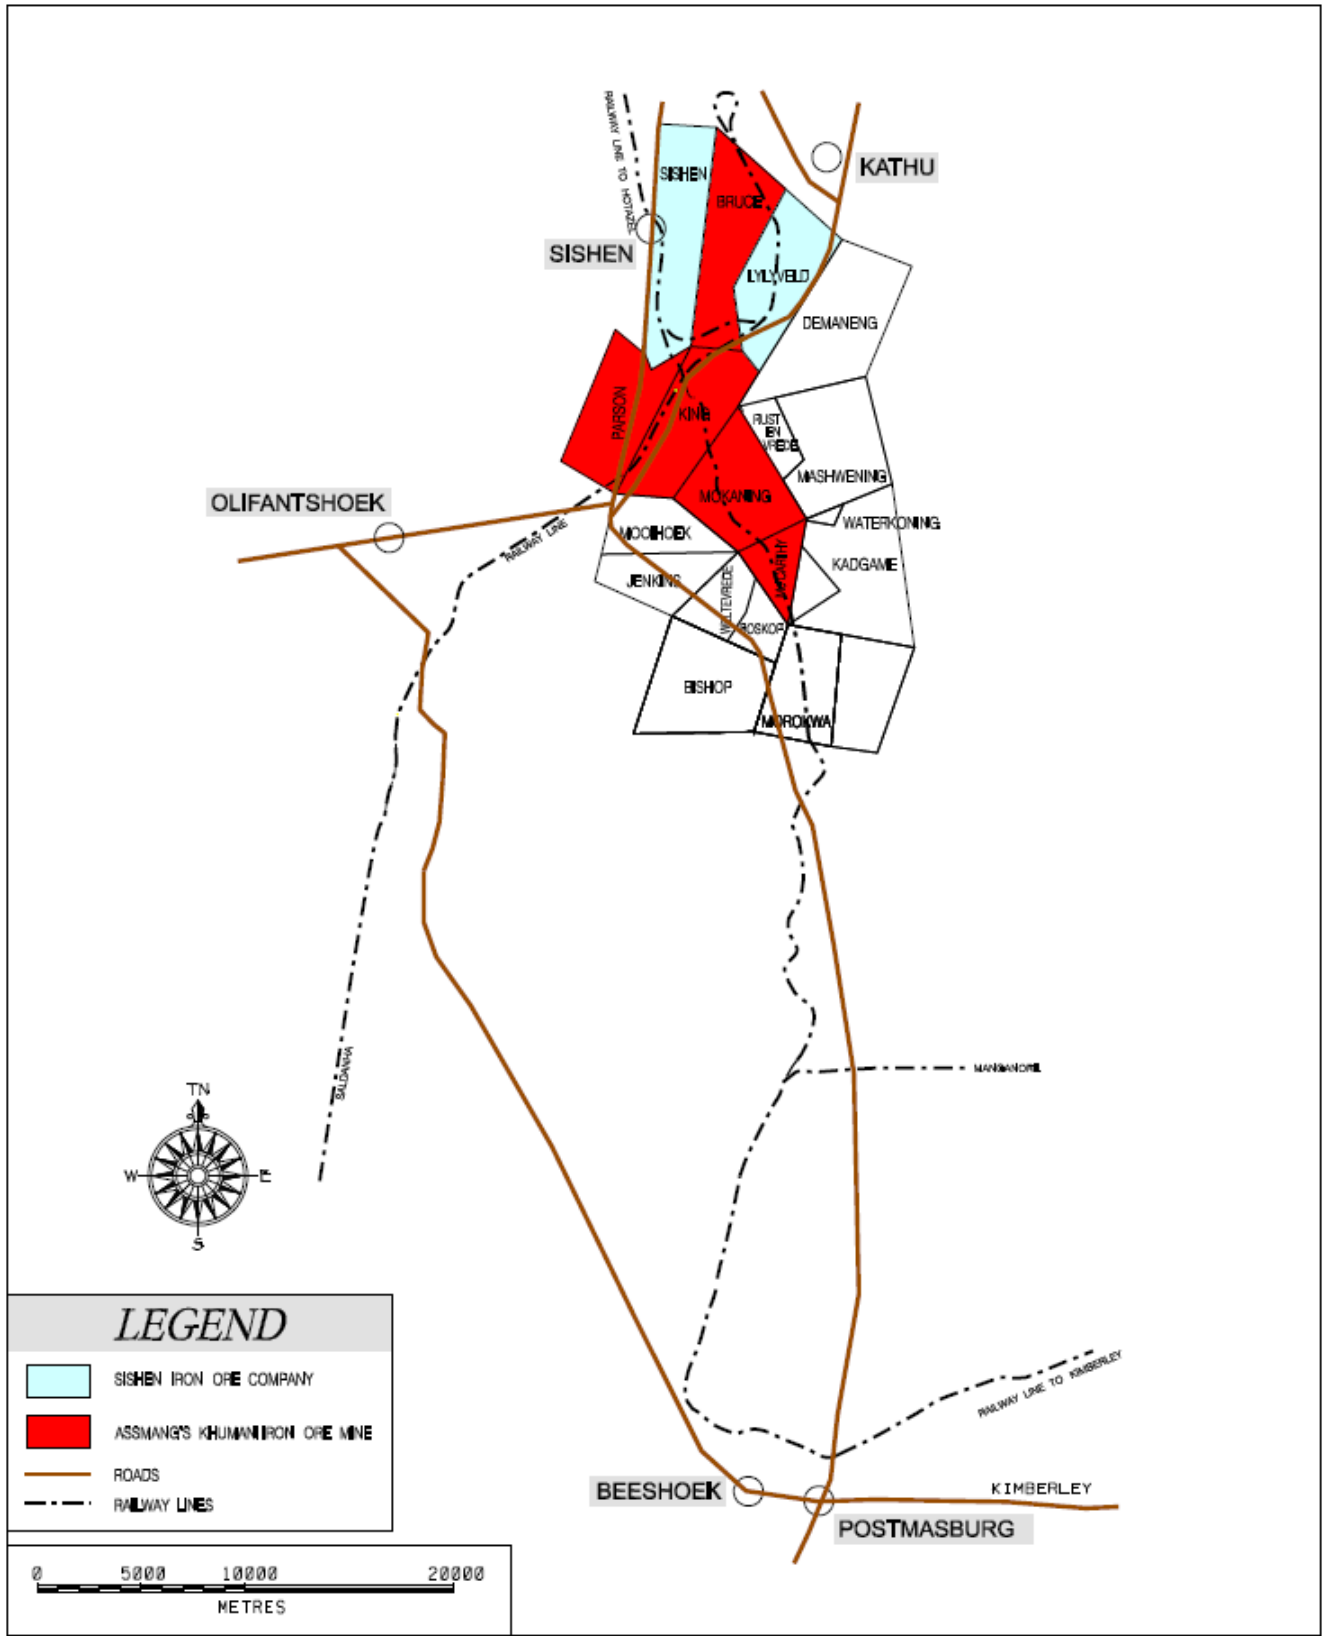 RAILWAY LINE TO HOTAZEL
KATHU
SISHEN
BRUCE
SISHEN
LYLYVELD
DEMANENG
PARSON
KING
RUST
EN
VREDE
MASHWENING
OLIFANTSHOEK
MOKANING
WATERKONING
RAILWAY LINE
MOOIHOEK
MCCARTHY
KADGAME
JENKINS
WELTEVREDE
ROSKOP
BISHOP
MOROKWA
SALDANHA
MANGANORE
TN
W
E
S
LEGEND
SISHEN IRON ORE COMPANY
ASSMANG'S KHUMANI IRON ORE MINE
ROADS
RAILWAY LINES
RAILWAY LINE TO KIMBERLEY
BEESHOEK
KIMBERLEY
POSTMASBURG
0 5000 10000 20000
METRES